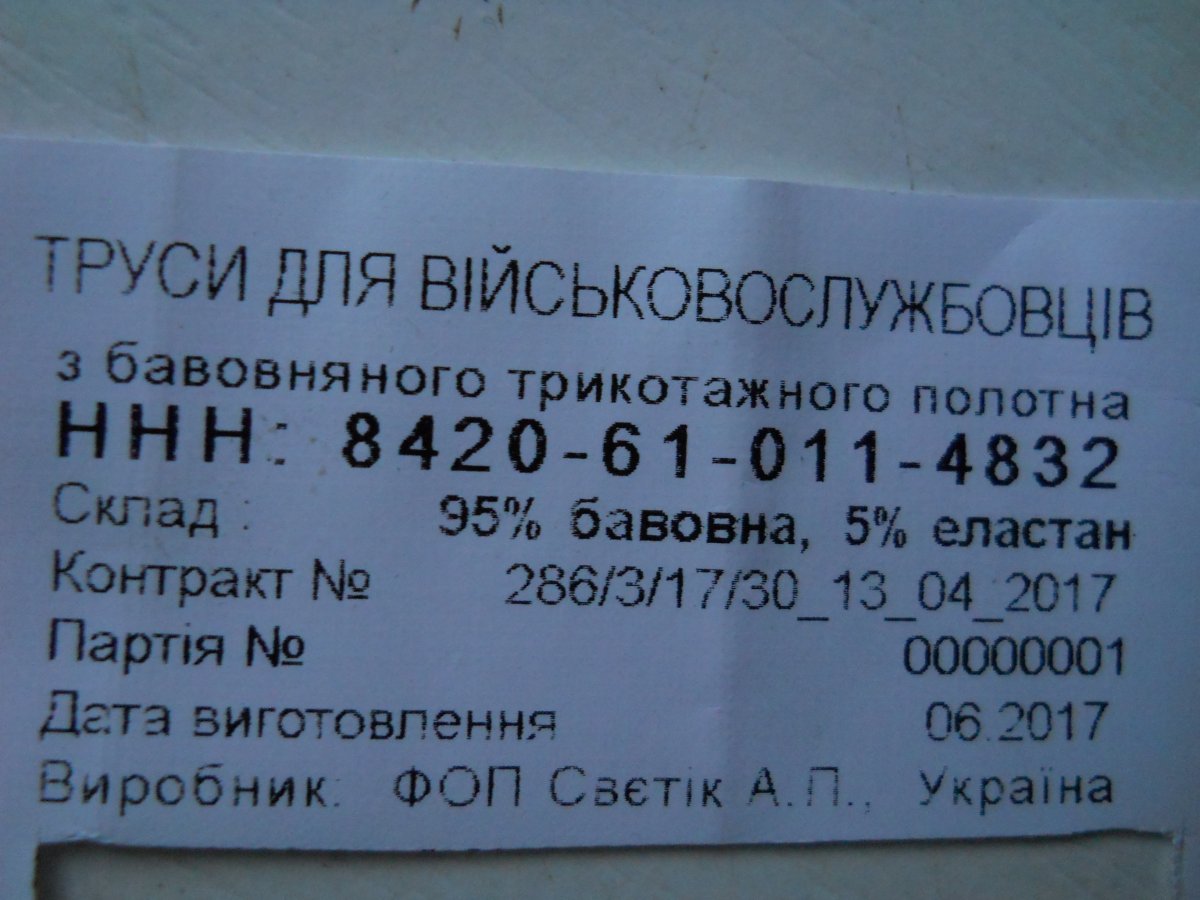 ТРУСИ ДЛЯ ВІЙСЬКОВОСЛУЖБОВЦІВ
з бавовняного трикотажного полотна
ННН: 8420-61-011-4832
Склад : 95% бавовна, 5% еластан
Контракт № 286/3/17/30_13_04_2017
Партія № 00000001
Дата виготовлення 06.2017
Виробник: ФОП Свєтік А.П., Україна